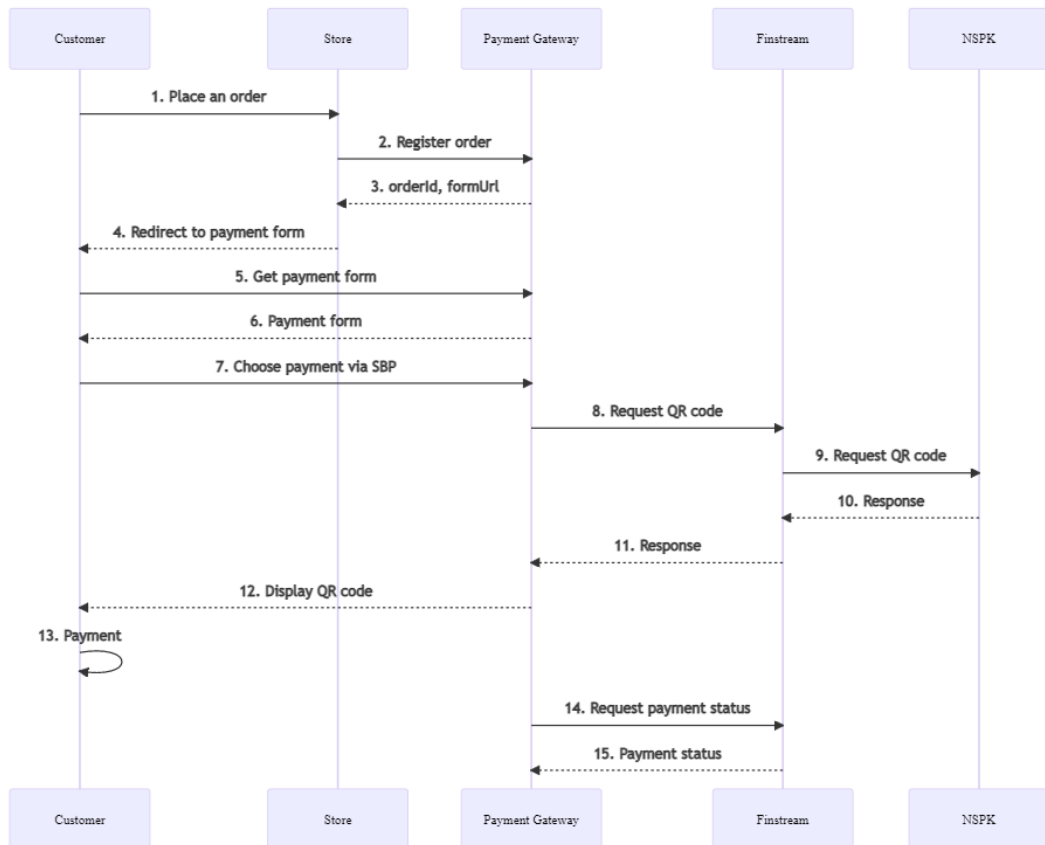 Customer
Store
Payment Gateway
Finstream
NSPK
1. Place an order
2. Register order
3. orderId, formUrl
4. Redirect to payment form
5. Get payment form
6. Payment form
7. Choose payment via SBP
8. Request QR code
9. Request QR code
10. Response
11. Response
12. Display QR code
13. Payment
14. Request payment status
15. Payment status
Customer
Store
Payment Gateway
Finstream
NSPK